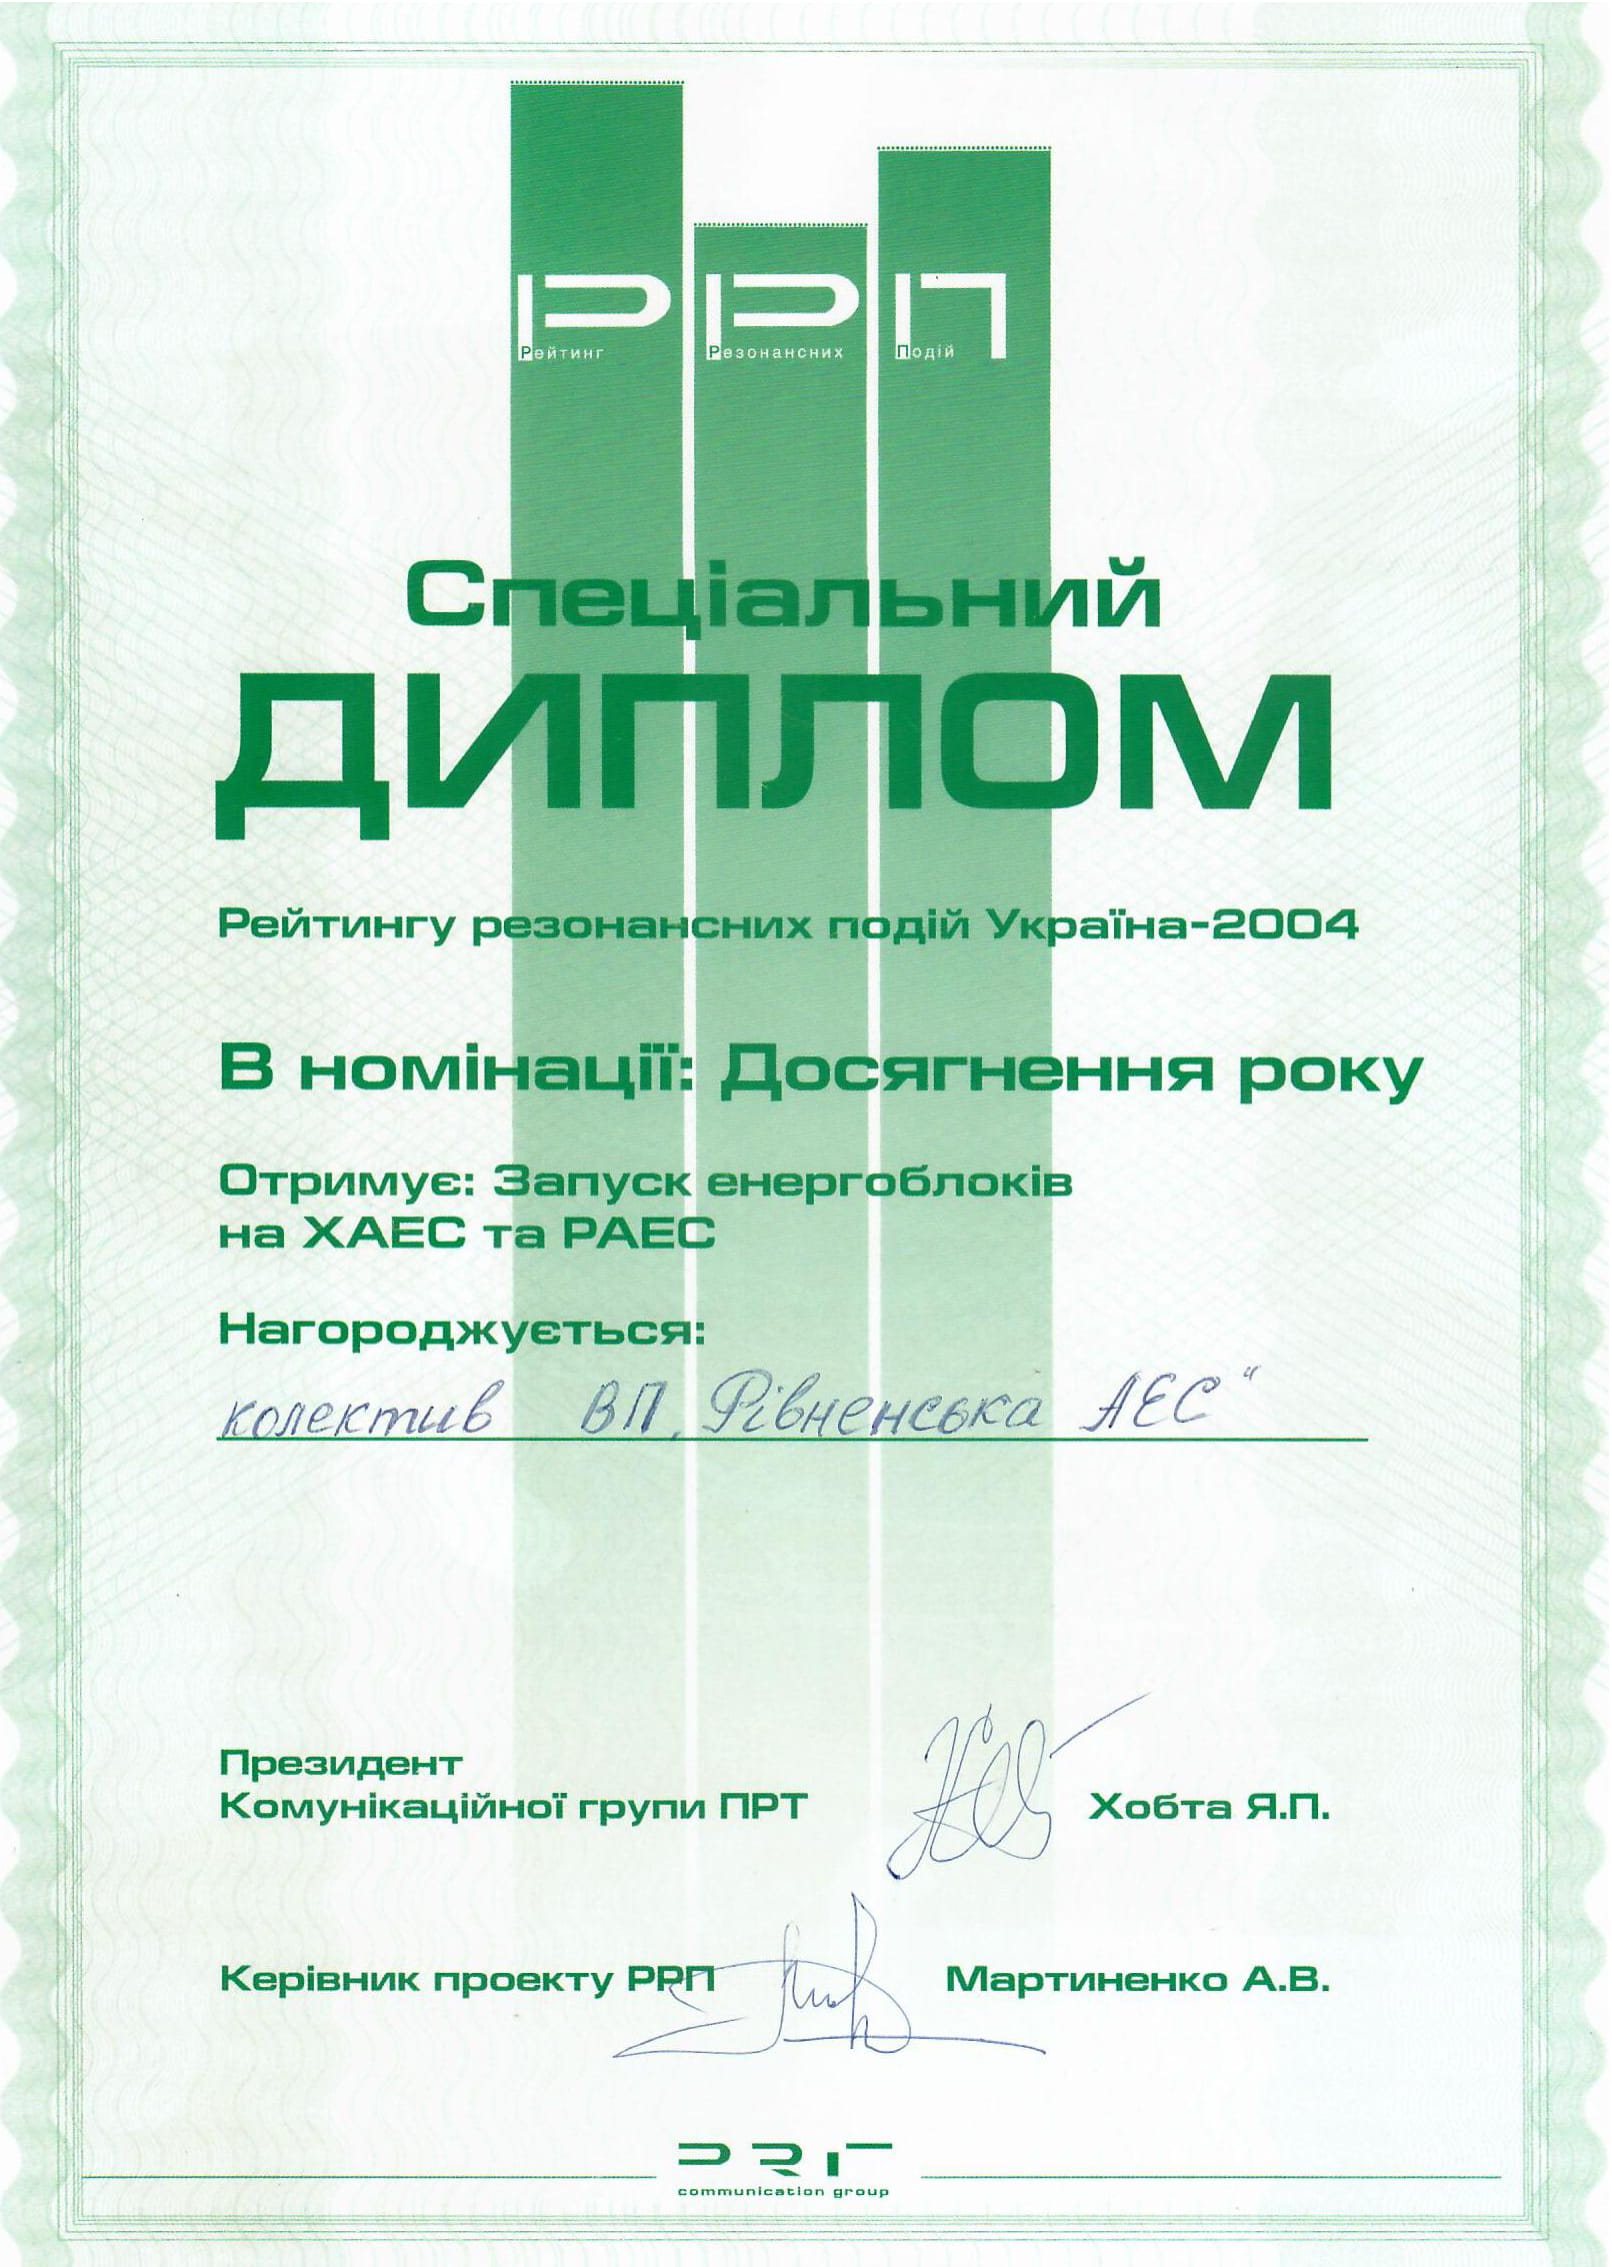 РРП
Рейтинг Резонансних Подій
Спеціальний
ДИПЛОМ
Рейтингу резонансних подій Україна-2004
В номінації: Досягнення року
Отримує: Запуск енергоблоків
на ХАЕС та РАЕС
Нагороджується:
колектив ВП „Рівненська АЕС“
Президент
Комунікаційної групи ПРТ Хобта Я.П.
Керівник проекту РРП Мартиненко А.В.
PRT
communication group